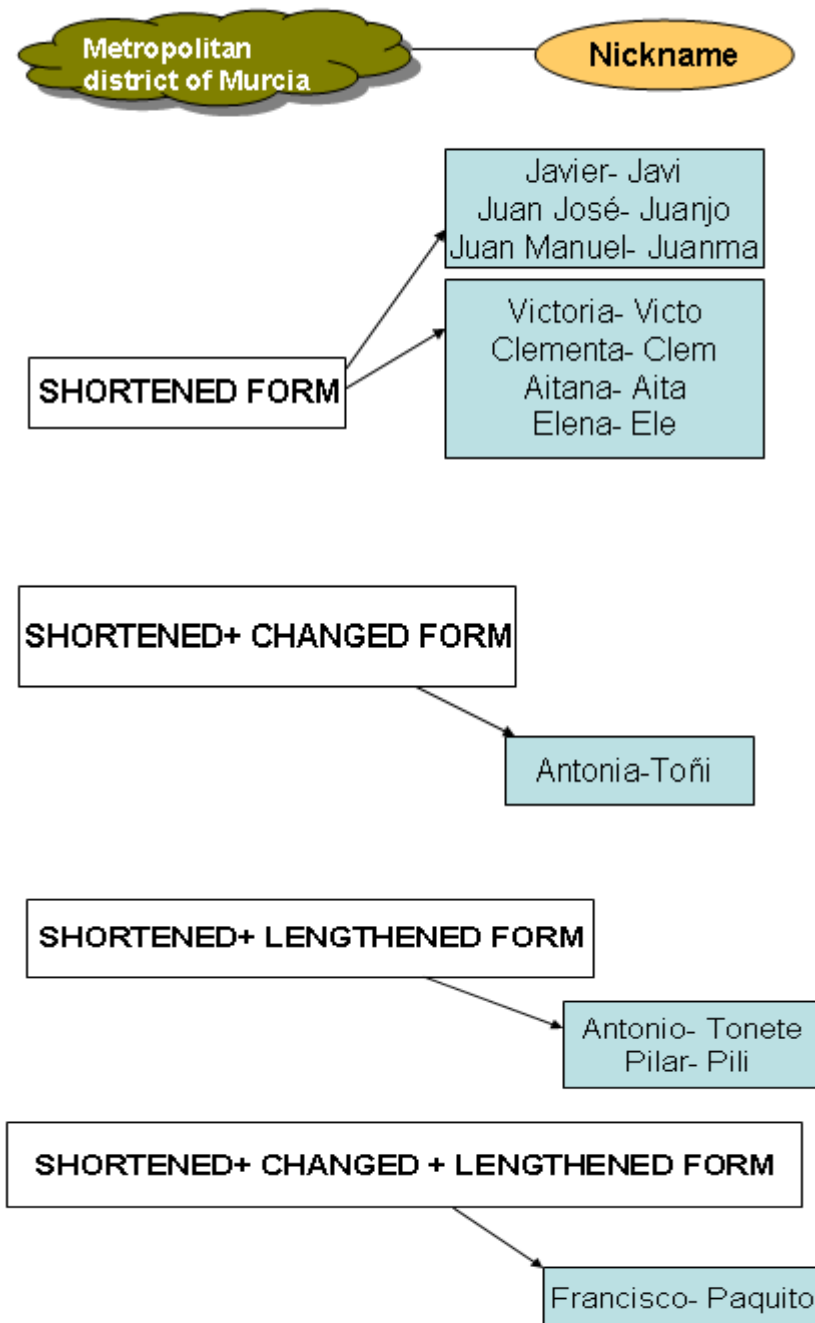 Metropolitan
district of Murcia
Nickname
Javier- Javi
Juan José- Juanjo
Juan Manuel- Juanma
Victoria- Victo
Clementa- Clem
Aitana- Aita
Elena- Ele
SHORTENED FORM
SHORTENED+ CHANGED FORM
Antonia-Toñi
SHORTENED+ LENGTHENED FORM
Antonio- Tonete
Pilar- Pili
SHORTENED+ CHANGED + LENGTHENED FORM
Francisco- Paquito